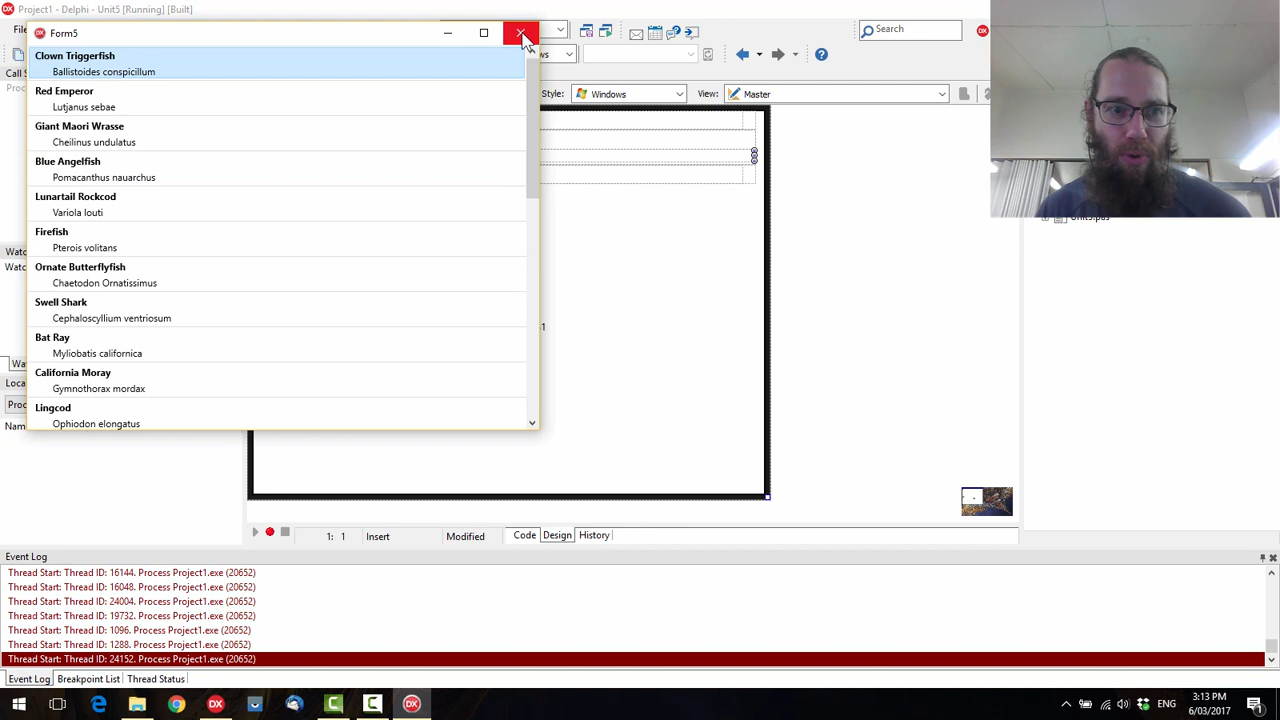 Project1 - Delphi - Unit5 [Running] [Built]
Form5
Search
Style: Windows View: Master
Clown Triggerfish
Ballistoides conspicillum
Red Emperor
Lutjanus sebae
Giant Maori Wrasse
Cheilinus undulatus
Blue Angelfish
Pomacanthus nauarchus
Lunartail Rockcod
Variola louti
Firefish
Pterois volitans
Ornate Butterflyfish
Chaetodon Ornatissimus
Swell Shark
Cephaloscyllium ventriosum
Bat Ray
Myliobatis californica
California Moray
Gymnothorax mordax
Lingcod
Ophiodon elongatus
1: 1 Insert Modified Code Design History
Event Log
Thread Start: Thread ID: 16144. Process Project1.exe (20652)
Thread Start: Thread ID: 16048. Process Project1.exe (20652)
Thread Start: Thread ID: 24004. Process Project1.exe (20652)
Thread Start: Thread ID: 19732. Process Project1.exe (20652)
Thread Start: Thread ID: 1096. Process Project1.exe (20652)
Thread Start: Thread ID: 1288. Process Project1.exe (20652)
Thread Start: Thread ID: 24152. Process Project1.exe (20652)
Event Log Breakpoint List Thread Status
ENG
3:13 PM
6/03/2017